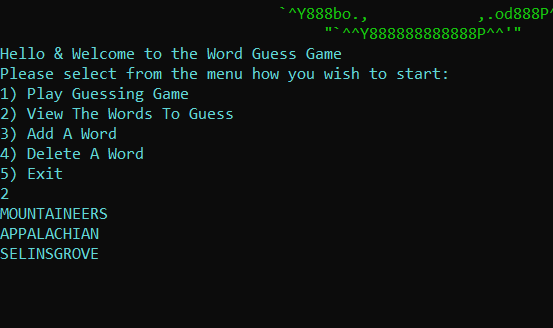 `^Y888bo.,            ,.od888P^
"`^^Y888888888888P^^'"
Hello & Welcome to the Word Guess Game
Please select from the menu how you wish to start:
1) Play Guessing Game
2) View The Words To Guess
3) Add A Word
4) Delete A Word
5) Exit
2
MOUNTAINEERS
APPALACHIAN
SELINSGROVE